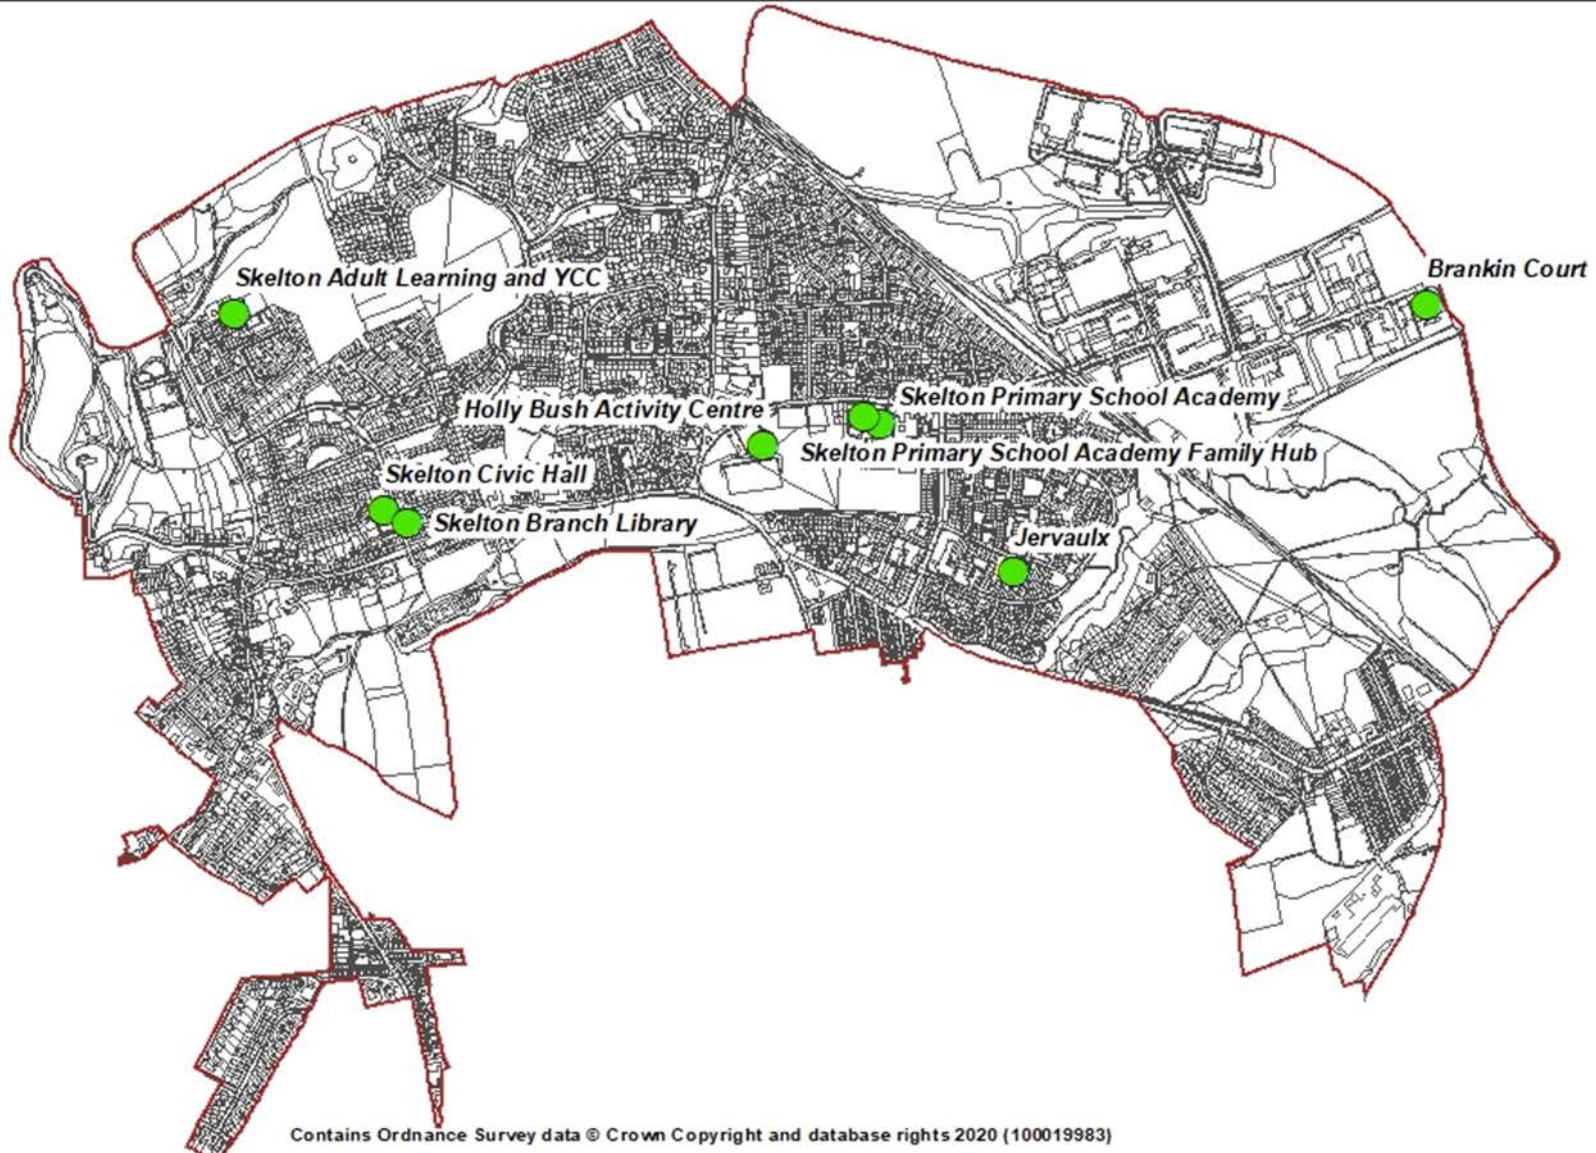 Skelton Adult Learning and YCC
Brankin Court
Skelton Primary School Academy
Holly Bush Activity Centre
Skelton Primary School Academy Family Hub
Skelton Civic Hall
Skelton Branch Library
Jervaulx
Contains Ordnance Survey data © Crown Copyright and database rights 2020 (100019983)